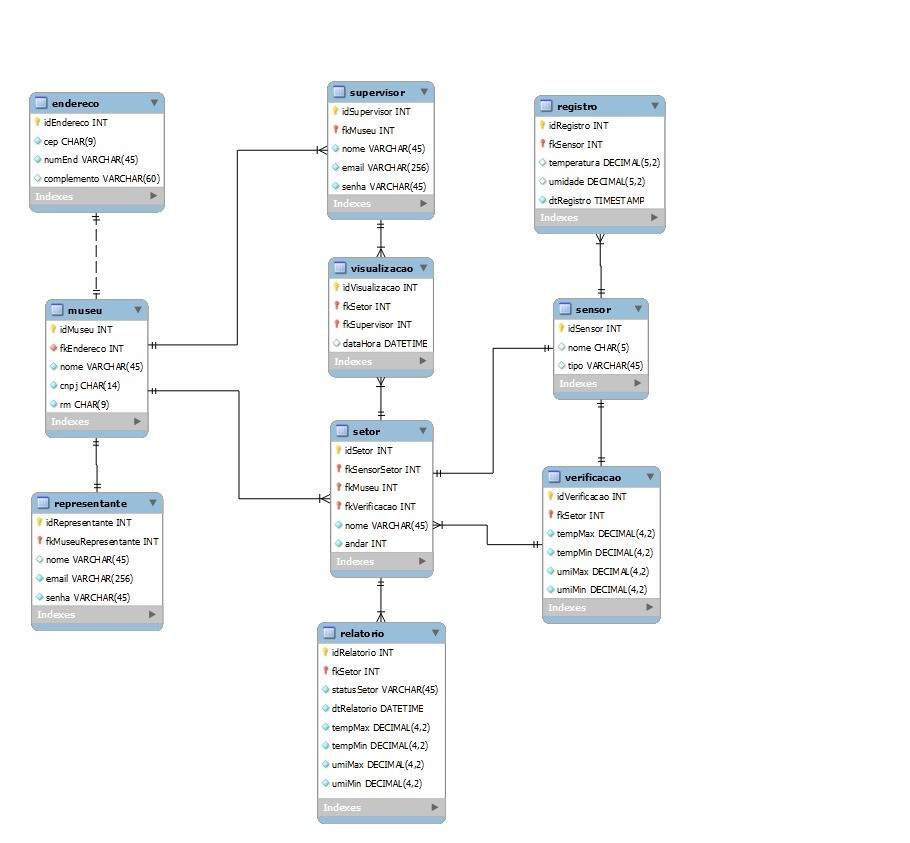 endereco
idEndereco INT
cep CHAR(9)
numEnd VARCHAR(45)
complemento VARCHAR(60)
Indexes
museu
idMuseu INT
fkEndereco INT
nome VARCHAR(45)
cnpj CHAR(14)
rm CHAR(9)
Indexes
representante
idRepresentante INT
fkMuseuRepresentante INT
nome VARCHAR(45)
email VARCHAR(256)
senha VARCHAR(45)
Indexes
supervisor
idSupervisor INT
fkMuseu INT
nome VARCHAR(45)
email VARCHAR(256)
senha VARCHAR(45)
Indexes
visualizacao
idVisualizacao INT
fkSetor INT
fkSupervisor INT
dataHora DATETIME
Indexes
setor
idSetor INT
fkSensorSetor INT
fkMuseu INT
fkVerificacao INT
nome VARCHAR(45)
andar INT
Indexes
relatorio
idRelatorio INT
fkSetor INT
statusSetor VARCHAR(45)
dtRelatorio DATETIME
tempMax DECIMAL(4,2)
tempMin DECIMAL(4,2)
umiMax DECIMAL(4,2)
umiMin DECIMAL(4,2)
Indexes
registro
idRegistro INT
fkSensor INT
temperatura DECIMAL(5,2)
umidade DECIMAL(5,2)
dtRegistro TIMESTAMP
Indexes
sensor
idSensor INT
nome CHAR(5)
tipo VARCHAR(45)
Indexes
verificacao
idVerificacao INT
fkSetor INT
tempMax DECIMAL(4,2)
tempMin DECIMAL(4,2)
umiMax DECIMAL(4,2)
umiMin DECIMAL(4,2)
Indexes